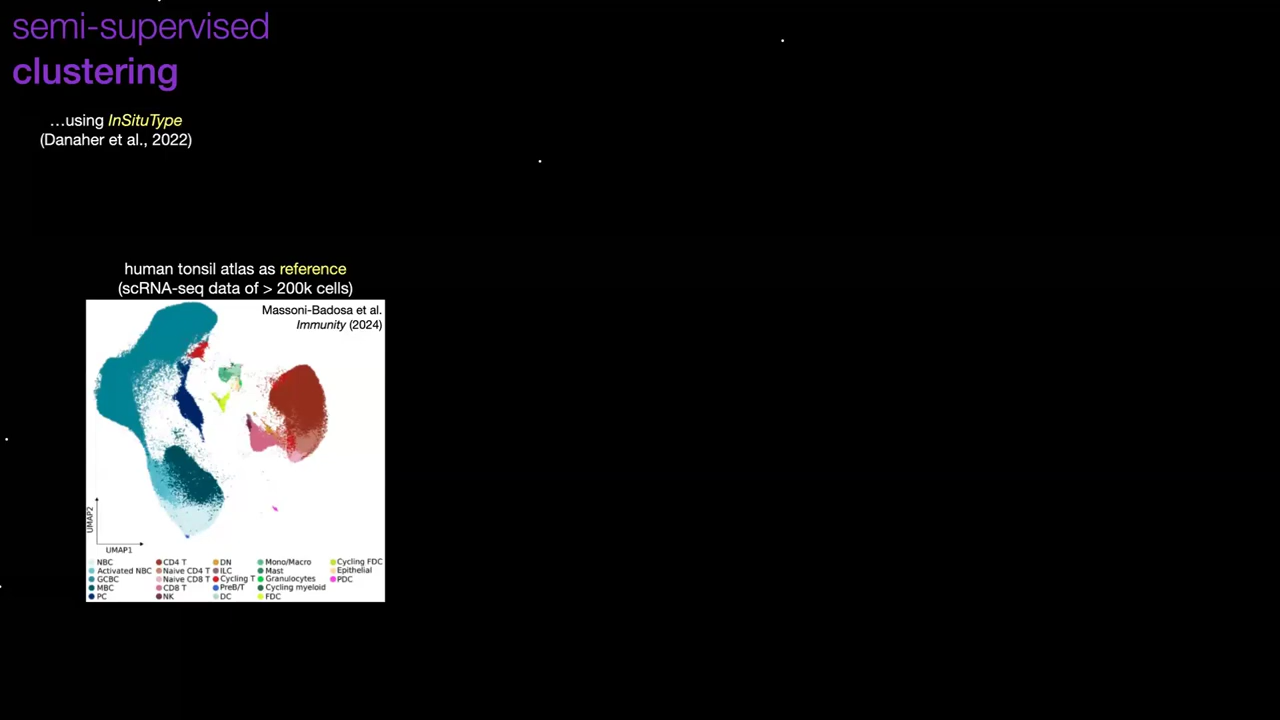 semi-supervised
clustering
…using InSituType
(Danaher et al., 2022)
human tonsil atlas as reference
(scRNA-seq data of > 200k cells)
Massoni-Badosa et al.
Immunity (2024)
UMAP2
UMAP1
NBC
Activated NBC
GCBC
MBC
PC
CD4 T
Naive CD4 T
Naive CD8 T
CD8 T
NK
DN
ILC
Cycling T
PreB/T
DC
Mono/Macro
Mast
Granulocytes
Cycling myeloid
FDC
Cycling FDC
Epithelial
PDC